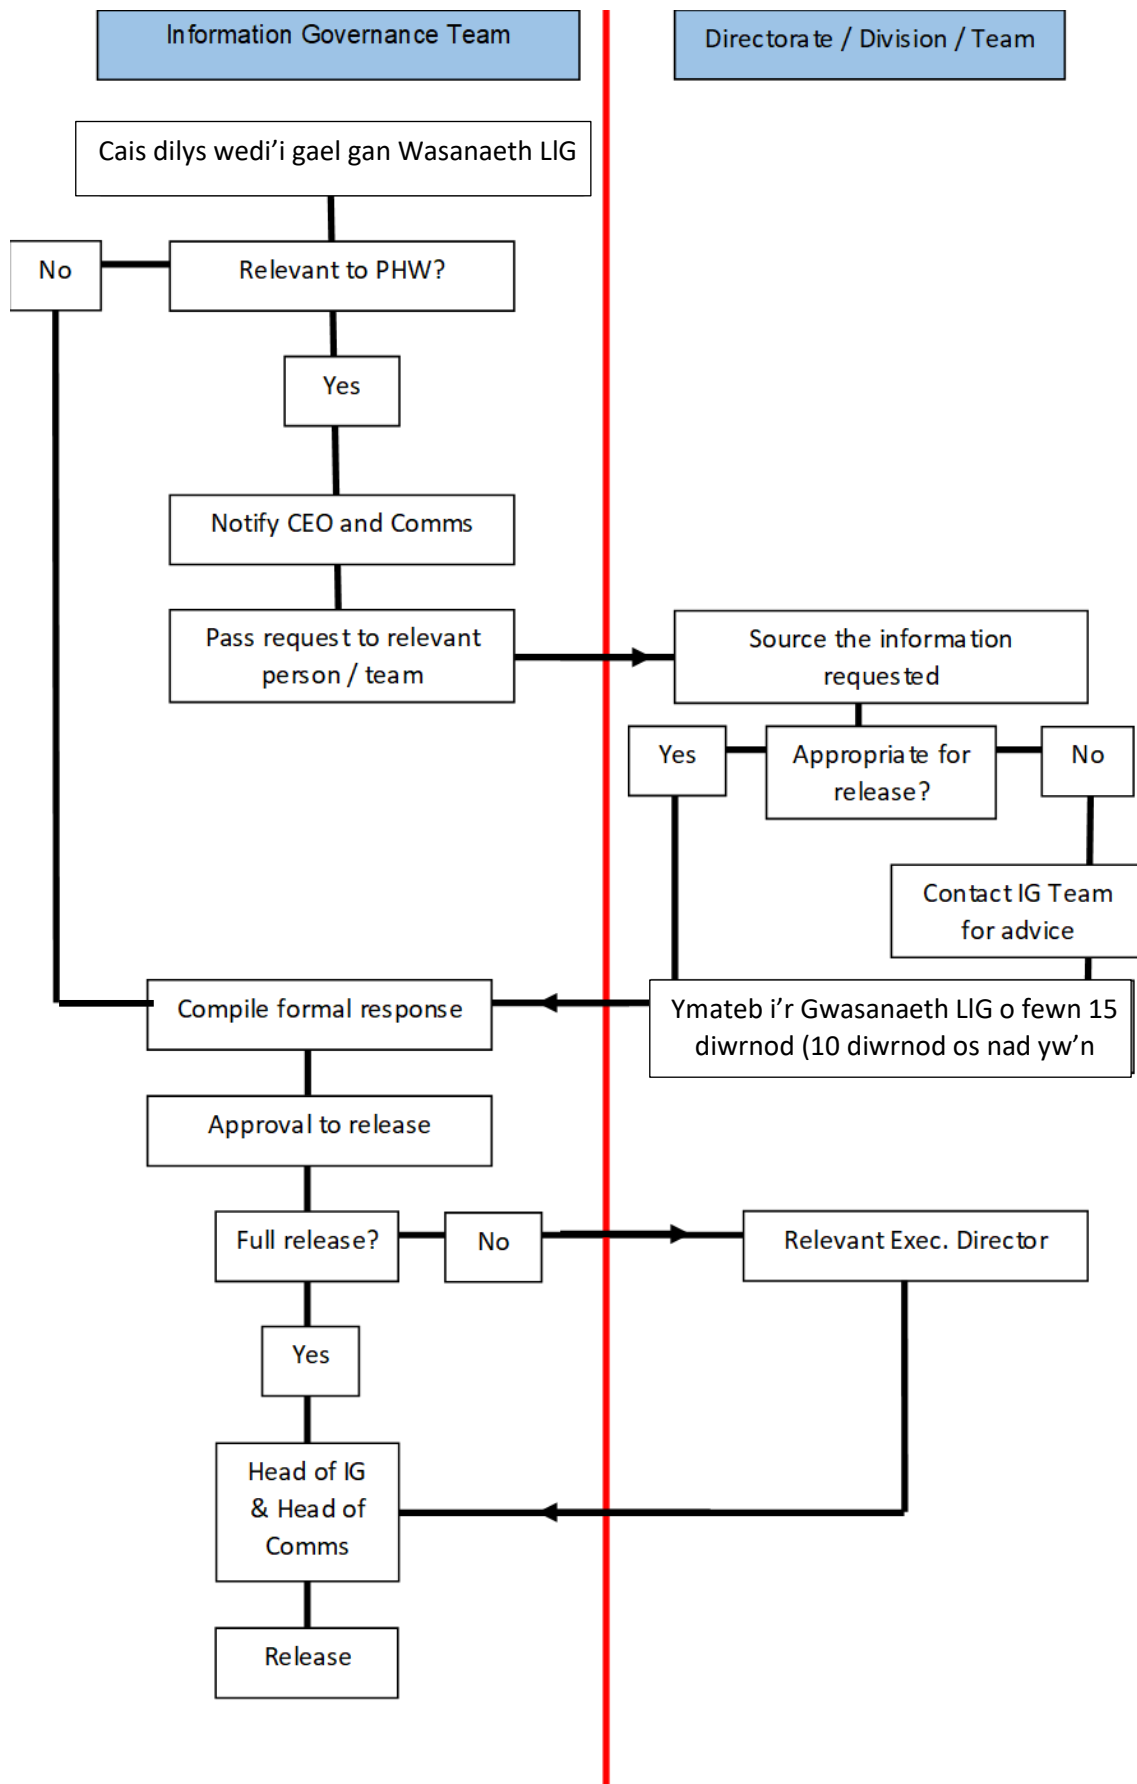 Information Governance Team
Directorate / Division / Team
Cais dilys wedi'i gael gan Wasanaeth LlG
No
Relevant to PHW?
Yes
Notify CEO and Comms
Pass request to relevant
person / team
Source the information
requested
Yes
Appropriate for
release?
No
Contact IG Team
for advice
Compile formal response
Ymateb i'r Gwasanaeth LlG o fewn 15
diwrnod (10 diwrnod os nad yw'n
Approval to release
Full release?
No
Relevant Exec. Director
Yes
Head of IG
& Head of
Comms
Release